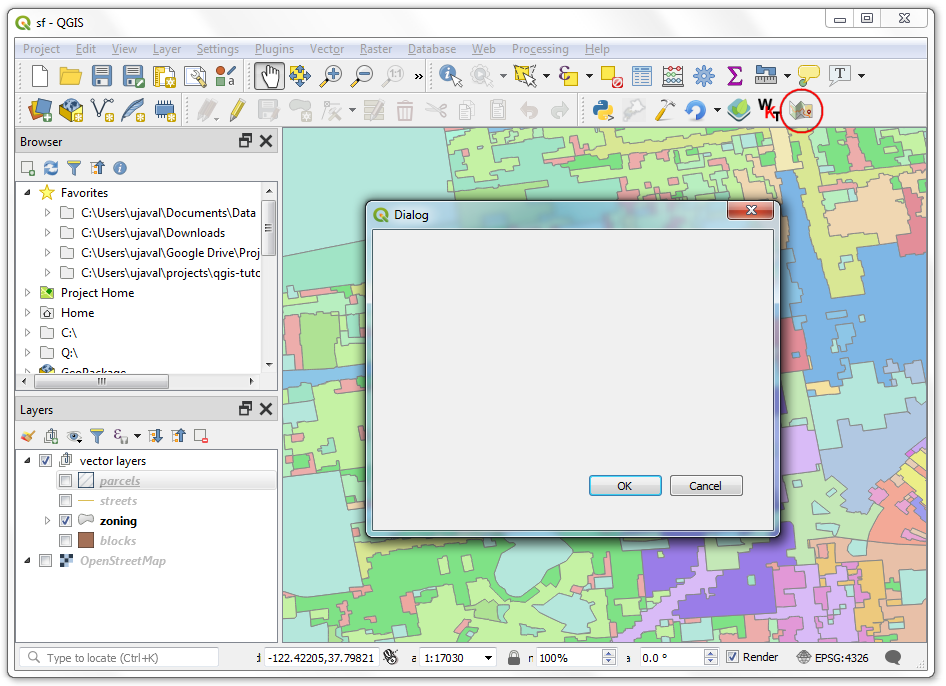 sf - QGIS
Project Edit View Layer Settings Plugins Vector Raster Database Web Processing Help
1:1 » ε Σ T
a W K T
Browser
Favorites
C:\Users\ujaval\Documents\Data
C:\Users\ujaval\Downloads
C:\Users\ujaval\Google Drive\Proj
C:\Users\ujaval\projects\qgis-tuto
Project Home
Home
C:\
Q:\
GeoPackage
Dialog
OK Cancel
Layers
vector layers
parcels
streets
zoning
blocks
OpenStreetMap
Type to locate (Ctrl+K) -122.42205,37.79821 a 1:17030 n 100% a 0.0 ° Render EPSG:4326